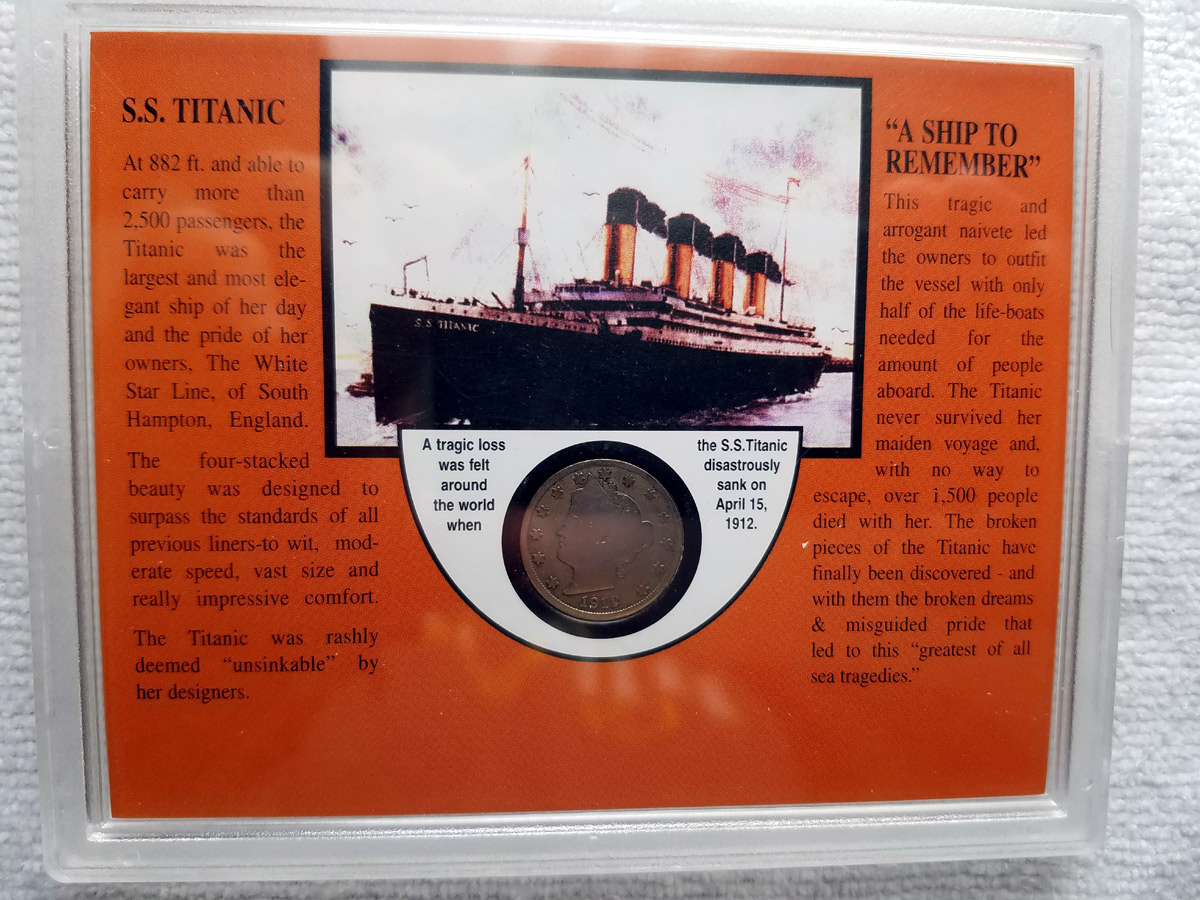 S.S. TITANIC
At 882 ft. and able to
carry more than
2,500 passengers, the
Titanic was the
largest and most ele-
gant ship of her day
and the pride of her
owners, The White
Star Line, of South
Hampton, England.
The four-stacked
beauty was designed to
surpass the standards of all
previous liners-to wit, mod-
erate speed, vast size and
really impressive comfort.
The Titanic was rashly
deemed "unsinkable" by
her designers.
S.S TITANIC
A tragic loss
was felt
around
the world
when
the S.S.Titanic
disastrously
sank on
April 15,
1912.
"A SHIP TO
REMEMBER"
This tragic and
arrogant naivete led
the owners to outfit
the vessel with only
half of the life-boats
needed for the
amount of people
aboard. The Titanic
never survived her
maiden voyage and,
with no way to
escape, over 1,500 people
died with her. The broken
pieces of the Titanic have
finally been discovered - and
with them the broken dreams
& misguided pride that
led to this "greatest of all
sea tragedies."